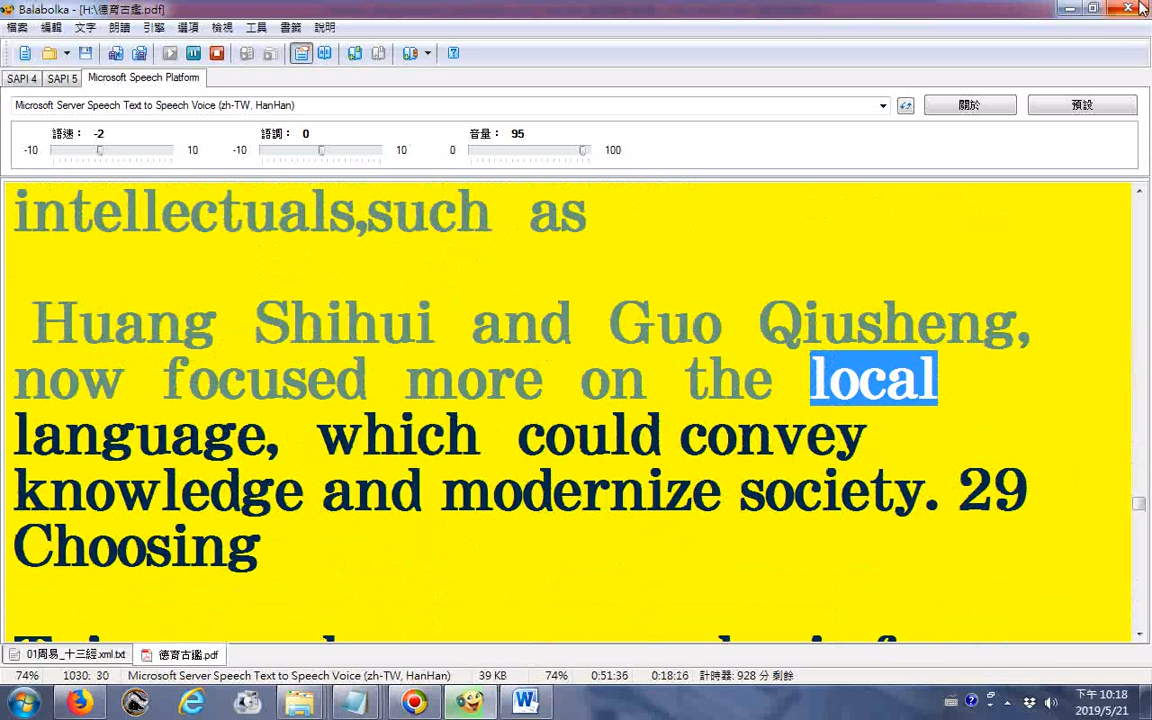 Balabolka - [H:\德育古鑑.pdf]
檔案 編輯 文字 朗讀 引擎 選項 檢視 工具 書籤 說明
SAPI 4 SAPI 5 Microsoft Speech Platform
Microsoft Server Speech Text to Speech Voice (zh-TW, HanHan) 關於 預設
語速： -2 語調： 0 音量： 95
-10 10 -10 10 0 100
intellectuals,such as
Huang Shihui and Guo Qiusheng,
now focused more on the local
language, which could convey
knowledge and modernize society. 29
Choosing
01周易_十三經.xml.txt 德育古鑑.pdf
74% 1030: 30 Microsoft Server Speech Text to Speech Voice (zh-TW, HanHan) 39 KB 74% 0:51:36 0:18:16 計時器: 928 分 剩餘
下午 10:18
2019/5/21